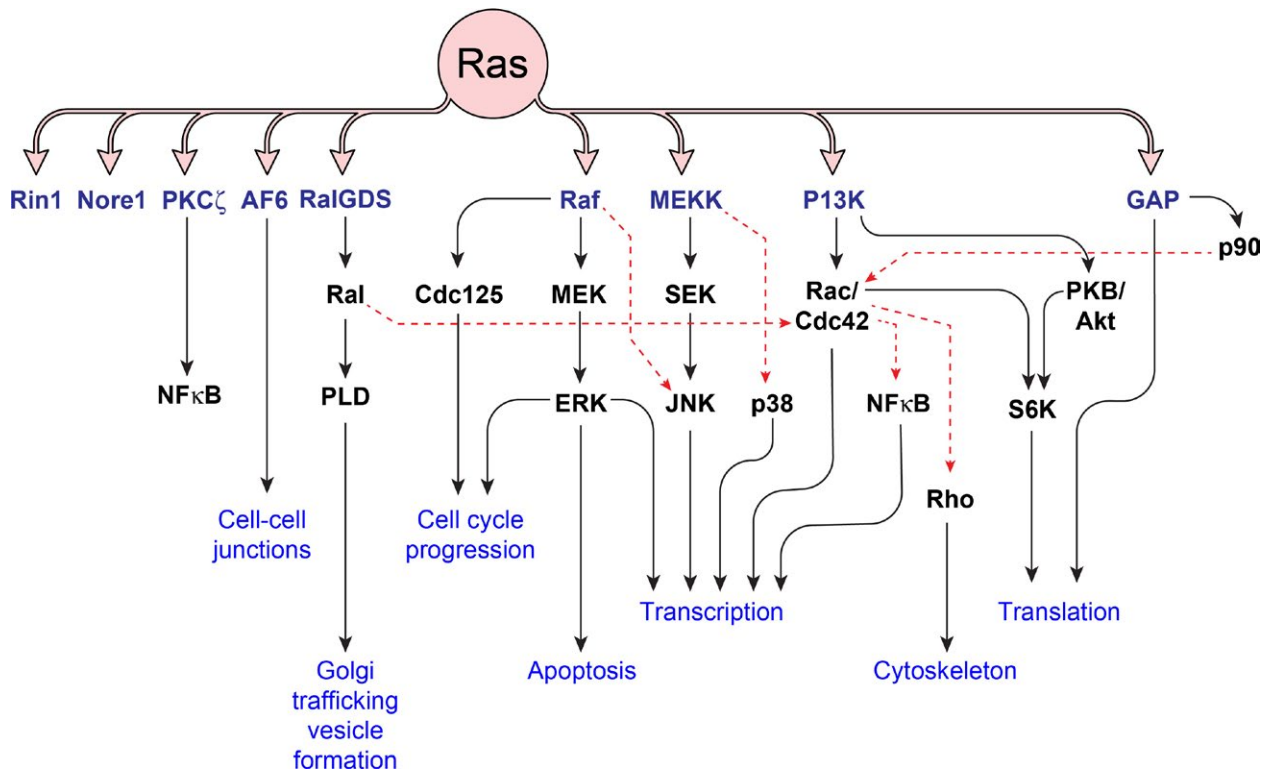 Ras
Rin1 Nore1 PKCζ AF6 RalGDS Raf MEKK P13K GAP
p90
Ral Cdc125 MEK SEK Rac/ PKB/
Cdc42 Akt
NFκB PLD ERK JNK p38 NFκB S6K
Rho
Cell-cell Cell cycle
junctions progression
Transcription Translation
Golgi Apoptosis Cytoskeleton
trafficking
vesicle
formation